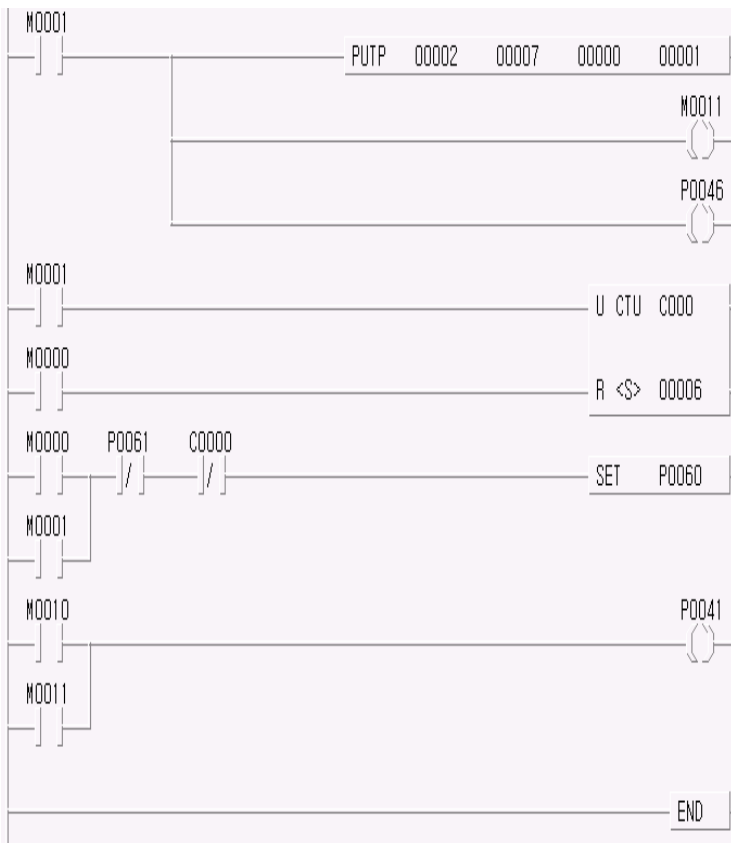 M0001
PUTP 00002 00007 00000 00001
M0011
P0046
M0001
U CTU C000
M0000
R <S> 00006
M0000 P0061 C0000
SET P0060
M0001
M0010 P0041
M0011
END